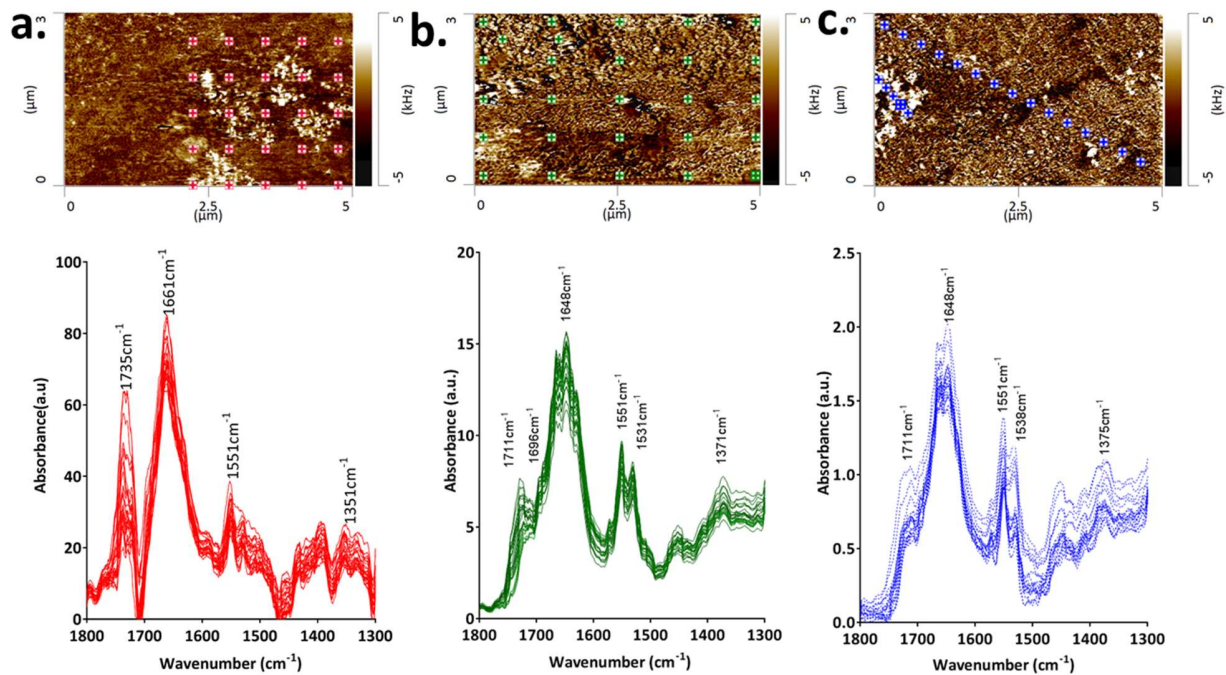 a.
3
(µm)
0
0
2.5
5
(µm)
5
(kHz)
-5
b.
3
(µm)
0
0
2.5
5
(µm)
5
(kHz)
-5
c.
3
(µm)
0
0
2.5
5
(µm)
5
(kHz)
-5
100
80
60
40
20
0
Absorbance(a.u)
1735cm-1
1661cm-1
1551cm-1
1351cm-1
1800 1700 1600 1500 1400 1300
Wavenumber (cm-1)
20
15
10
5
0
Absorbance (a.u.)
1711cm-1
1696cm-1
1648cm-1
1551cm-1
1531cm-1
1371cm-1
1800 1700 1600 1500 1400 1300
Wavenumber (cm-1)
2.5
2.0
1.5
1.0
0.5
0.0
Absorbance (a.u.)
1711cm-1
1648cm-1
1551cm-1
1538cm-1
1375cm-1
1800 1700 1600 1500 1400 1300
Wavenumber (cm-1)